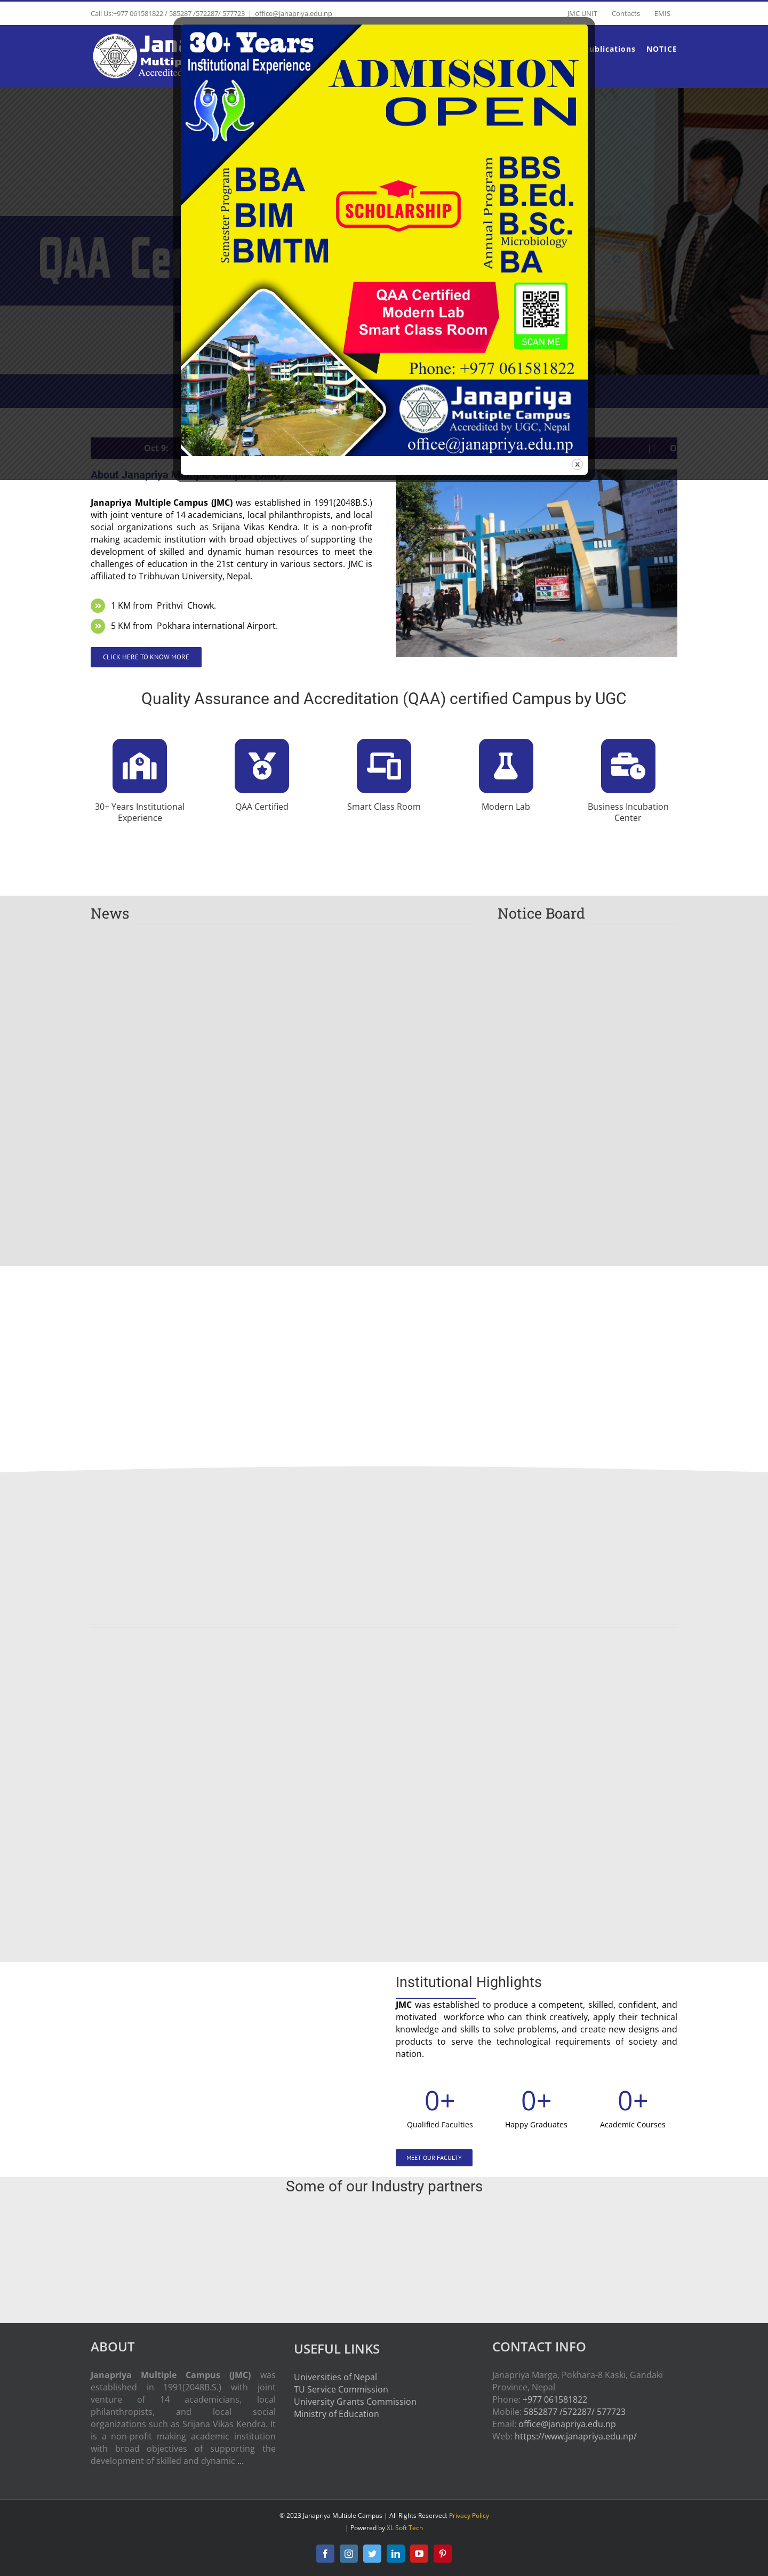 Call Us:+977 061581822 / 585287 /572287/ 577723 | office@janapriya.edu.np
JMC UNIT Contacts EMIS
Publications NOTICE
30+ Years
Institutional Experience
ADMISSION
OPEN
Semester Program
BBA
BIM
BMTM
SCHOLARSHIP
Annual Program
BBS
B.Ed.
B.Sc.
Microbiology
BA
QAA Certified
Modern Lab
Smart Class Room
SCAN ME
Phone: +977 061581822
Janapriya
Multiple Campus
Accredited by UGC, Nepal
office@janapriya.edu.np
QAA
Oct 9:
Janapriya Multiple Campus (JMC) was established in 1991(2048B.S.)
with joint venture of 14 academicians, local philanthropists, and local
social organizations such as Srijana Vikas Kendra. It is a non-profit
making academic institution with broad objectives of supporting the
development of skilled and dynamic human resources to meet the
challenges of education in the 21st century in various sectors. JMC is
affiliated to Tribhuvan University, Nepal.
1 KM from Prithvi Chowk.
5 KM from Pokhara international Airport.
CLICK HERE TO KNOW MORE
Quality Assurance and Accreditation (QAA) certified Campus by UGC
30+ Years Institutional
Experience
QAA Certified
Smart Class Room
Modern Lab
Business Incubation
Center
News
Notice Board
Institutional Highlights
JMC was established to produce a competent, skilled, confident, and
motivated workforce who can think creatively, apply their technical
knowledge and skills to solve problems, and create new designs and
products to serve the technological requirements of society and
nation.
0+ 0+ 0+
Qualified Faculties Happy Graduates Academic Courses
MEET OUR FACULTY
Some of our Industry partners
ABOUT
Janapriya Multiple Campus (JMC) was
established in 1991(2048B.S.) with joint
venture of 14 academicians, local
philanthropists, and local social
organizations such as Srijana Vikas Kendra. It
is a non-profit making academic institution
with broad objectives of supporting the
development of skilled and dynamic ...
USEFUL LINKS
Universities of Nepal
TU Service Commission
University Grants Commission
Ministry of Education
CONTACT INFO
Janapriya Marga, Pokhara-8 Kaski, Gandaki
Province, Nepal
Phone: +977 061581822
Mobile: 5852877 /572287/ 577723
Email: office@janapriya.edu.np
Web: https://www.janapriya.edu.np/
© 2023 Janapriya Multiple Campus | All Rights Reserved: Privacy Policy
| Powered by XL Soft Tech